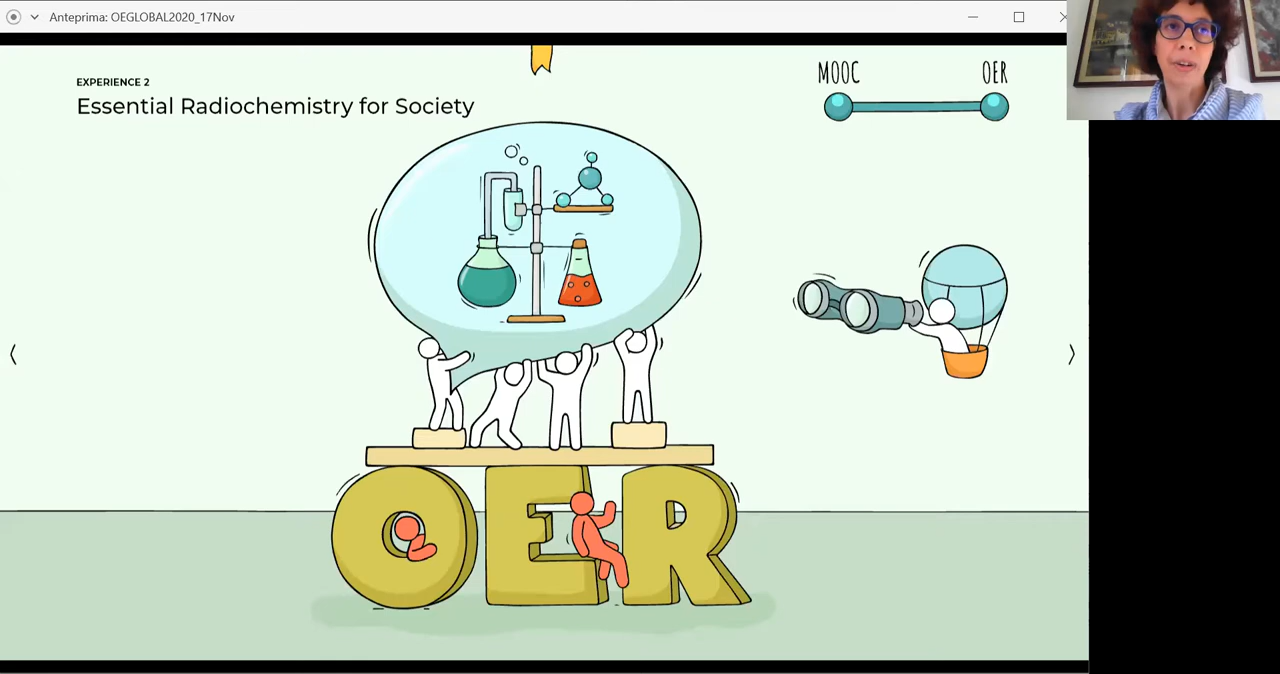 Anteprima: OEGLOBAL2020_17Nov
EXPERIENCE 2
Essential Radiochemistry for Society
MOOC
OER
OER